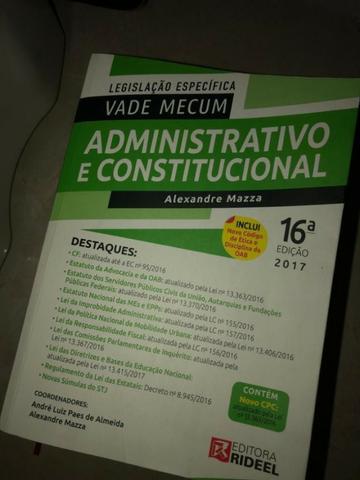 LEGISLAÇÃO ESPECÍFICA
VADE MECUM
ADMINISTRATIVO
E CONSTITUCIONAL
Alexandre Mazza
INCLUI
Novo Código
de Ética e
Disciplina da
OAB
16ª
EDIÇÃO
2017
DESTAQUES:
• CF: atualizada até a EC nº 95/2016
• Estatuto da Advocacia e da OAB: atualizado pela Lei nº 13.363/2016
• Estatuto dos Servidores Públicos Civis da União, Autarquias e Fundações
Públicas Federais: atualizado pela Lei nº 13.370/2016
• Estatuto Nacional das MEs e EPPs: atualizado pela LC nº 155/2016
• Lei da Improbidade Administrativa: atualizada pela LC nº 157/2016
• Lei da Política Nacional da Mobilidade Urbana: atualizada pela Lei nº 13.406/2016
• Lei da Responsabilidade Fiscal: atualizada pela LC nº 156/2016
• Lei das Comissões Parlamentares de Inquérito: atualizada pela
Lei nº 13.367/2016
• Lei das Diretrizes e Bases da Educação Nacional: atualizada pela
Lei nº 13.415/2017
• Regulamento da Lei das Estatais: Decreto nº 8.945/2016
• Novas Súmulas do STJ
CONTÉM
Novo CPC:
atualizado pela Lei
nº 13.363/2016
COORDENADORES:
André Luiz Paes de Almeida
Alexandre Mazza
EDITORA
RIDEEL